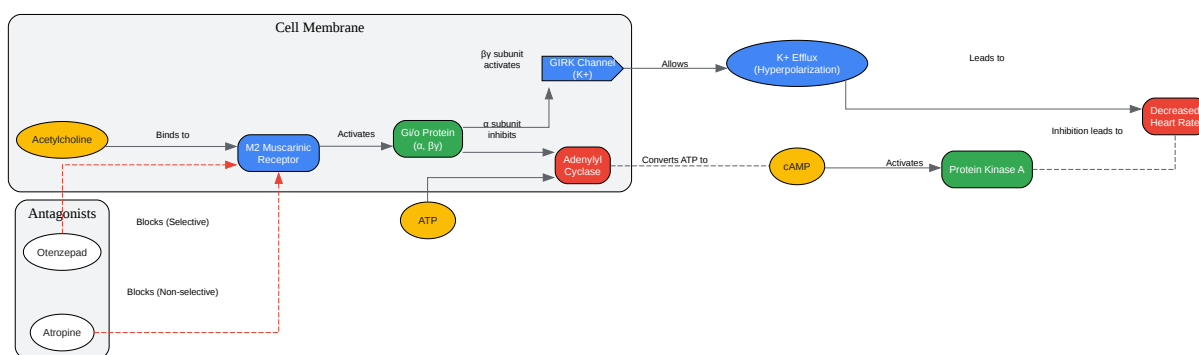 Cell Membrane
βγ subunit
activates
GIRK Channel
(K+)
Allows
K+ Efflux
(Hyperpolarization)
Leads to
Decreased
Heart Rate
Acetylcholine
Binds to
M2 Muscarinic
Receptor
Activates
Gi/o Protein
(α, βγ)
α subunit
inhibits
Adenylyl
Cyclase
Converts ATP to
cAMP
Activates
Protein Kinase A
Inhibition leads to
ATP
Antagonists
Blocks (Selective)
Otenzepad
Blocks (Non-selective)
Atropine